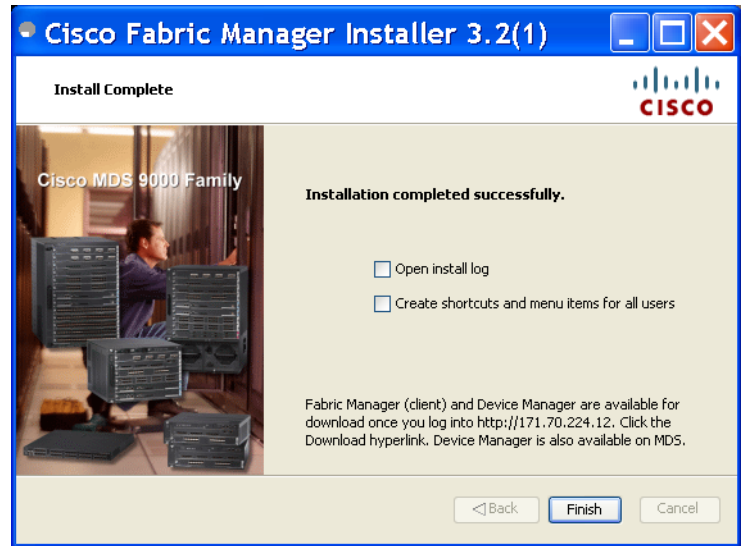 Cisco Fabric Manager Installer 3.2(1)
Install Complete
CISCO
Cisco MDS 9000 Family
Installation completed successfully.
Open install log
Create shortcuts and menu items for all users
Fabric Manager (client) and Device Manager are available for
download once you log into http://171.70.224.12. Click the
Download hyperlink. Device Manager is also available on MDS.
Back
Finish
Cancel